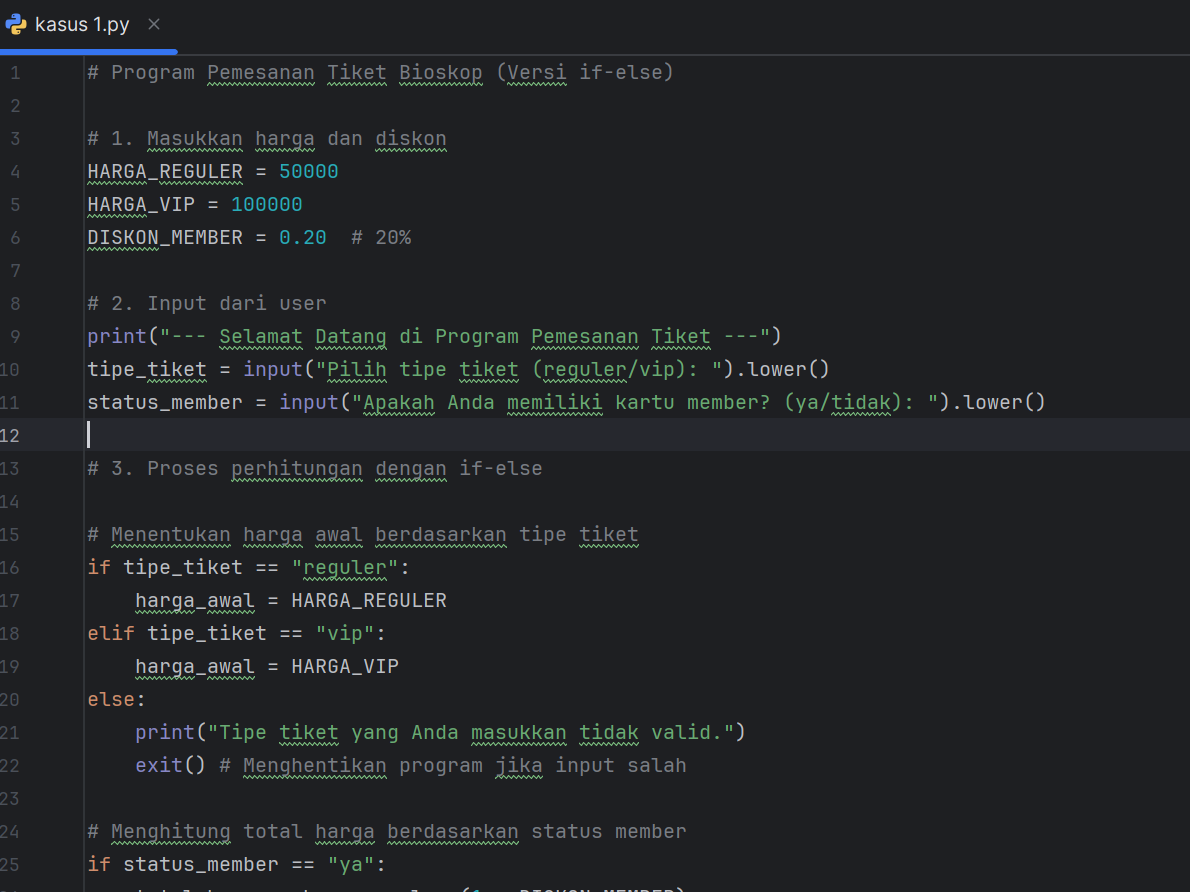 kasus 1.py
1 # Program Pemesanan Tiket Bioskop (Versi if-else)
2
3 # 1. Masukkan harga dan diskon
4 HARGA_REGULER = 50000
5 HARGA_VIP = 100000
6 DISKON_MEMBER = 0.20  # 20%
7
8 # 2. Input dari user
9 print("--- Selamat Datang di Program Pemesanan Tiket ---")
10 tipe_tiket = input("Pilih tipe tiket (reguler/vip): ").lower()
11 status_member = input("Apakah Anda memiliki kartu member? (ya/tidak): ").lower()
12
13 # 3. Proses perhitungan dengan if-else
14
15 # Menentukan harga awal berdasarkan tipe tiket
16 if tipe_tiket == "reguler":
17     harga_awal = HARGA_REGULER
18 elif tipe_tiket == "vip":
19     harga_awal = HARGA_VIP
20 else:
21     print("Tipe tiket yang Anda masukkan tidak valid.")
22     exit() # Menghentikan program jika input salah
23
24 # Menghitung total harga berdasarkan status member
25 if status_member == "ya":